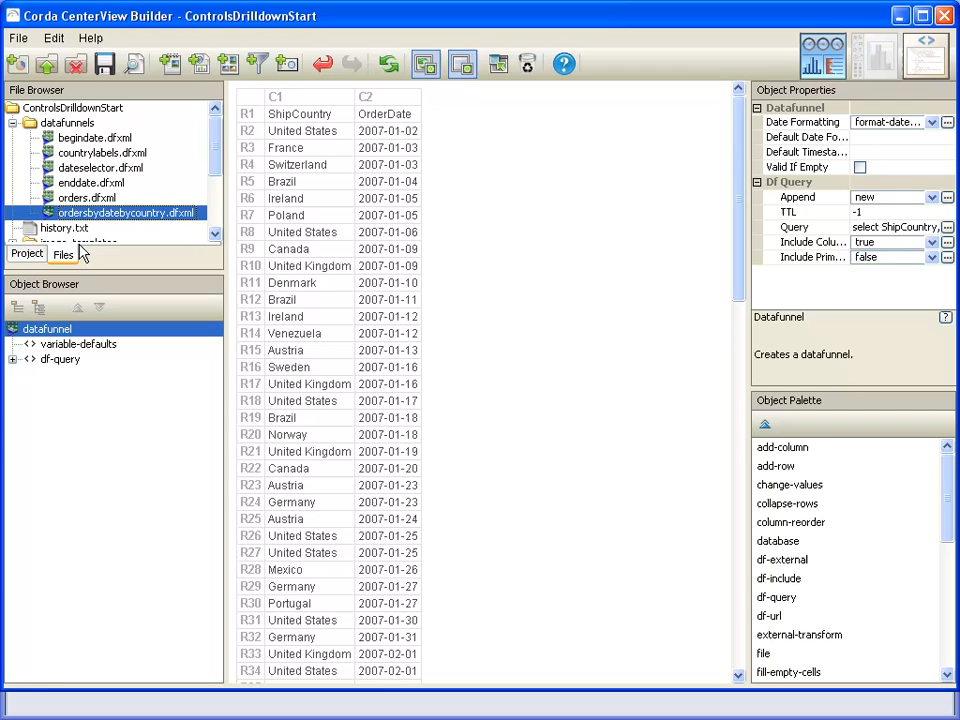 Corda CenterView Builder - ControlsDrilldownStart
File Edit Help
File Browser
ControlsDrilldownStart
datafunnels
begindate.dfxml
countrylabels.dfxml
dateselector.dfxml
enddate.dfxml
orders.dfxml
ordersbydatebycountry.dfxml
history.txt
Project Files
Object Browser
datafunnel
<> variable-defaults
<> df-query
C1 C2
R1 ShipCountry OrderDate
R2 United States 2007-01-02
R3 France 2007-01-03
R4 Switzerland 2007-01-03
R5 Brazil 2007-01-04
R6 Ireland 2007-01-05
R7 Poland 2007-01-05
R8 United States 2007-01-06
R9 Canada 2007-01-09
R10 United Kingdom 2007-01-09
R11 Denmark 2007-01-10
R12 Brazil 2007-01-11
R13 Ireland 2007-01-12
R14 Venezuela 2007-01-12
R15 Austria 2007-01-13
R16 Sweden 2007-01-16
R17 United Kingdom 2007-01-16
R18 United States 2007-01-17
R19 Brazil 2007-01-18
R20 Norway 2007-01-18
R21 United Kingdom 2007-01-19
R22 Canada 2007-01-20
R23 Austria 2007-01-23
R24 Germany 2007-01-23
R25 Austria 2007-01-24
R26 United States 2007-01-25
R27 United States 2007-01-25
R28 Mexico 2007-01-26
R29 Germany 2007-01-27
R30 Portugal 2007-01-27
R31 United States 2007-01-30
R32 Germany 2007-01-31
R33 United Kingdom 2007-02-01
R34 United States 2007-02-01
Object Properties
Datafunnel
Date Formatting format-date...
Default Date Fo...
Default Timesta...
Valid If Empty
Df Query
Append new
TTL -1
Query select ShipCountry,
Include Colu... true
Include Prim... false
Datafunnel
Creates a datafunnel.
Object Palette
add-column
add-row
change-values
collapse-rows
column-reorder
database
df-external
df-include
df-query
df-url
external-transform
file
fill-empty-cells